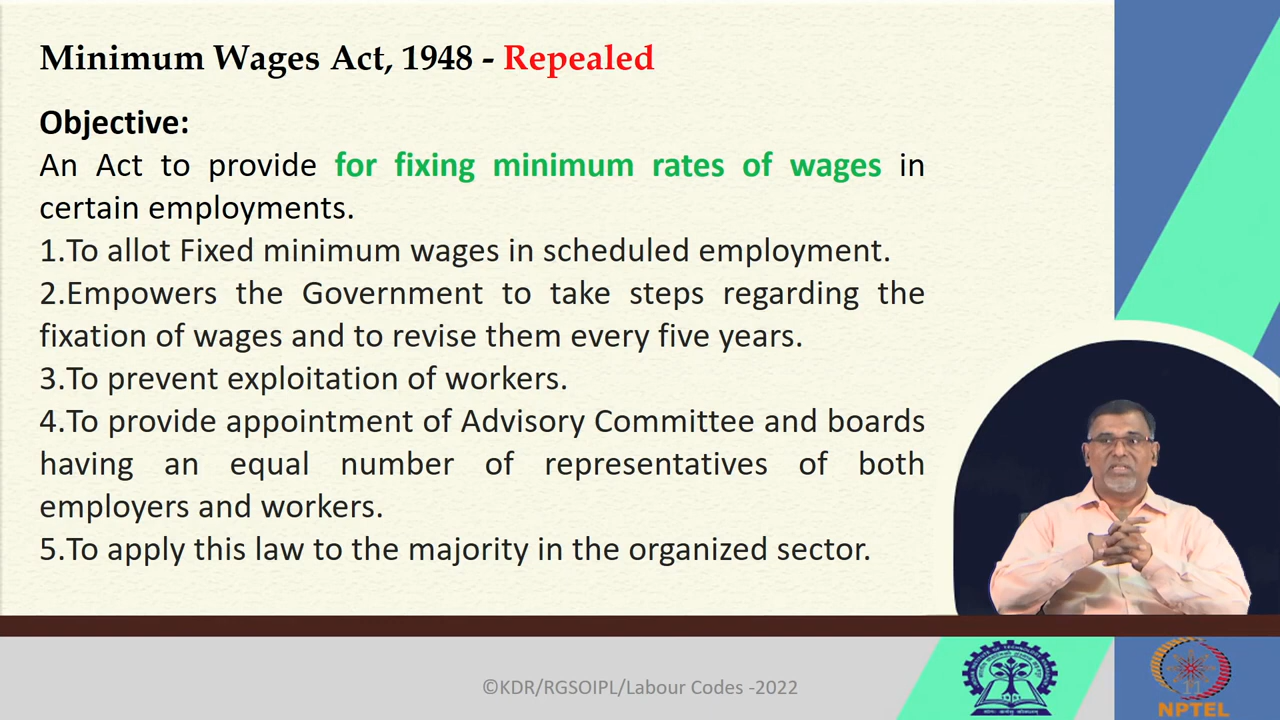 Minimum Wages Act, 1948 - Repealed
Objective:
An Act to provide for fixing minimum rates of wages in
certain employments.
1.To allot Fixed minimum wages in scheduled employment.
2.Empowers the Government to take steps regarding the
fixation of wages and to revise them every five years.
3.To prevent exploitation of workers.
4.To provide appointment of Advisory Committee and boards
having an equal number of representatives of both
employers and workers.
5.To apply this law to the majority in the organized sector.
©KDR/RGSOIPL/Labour Codes -2022
NPTEL